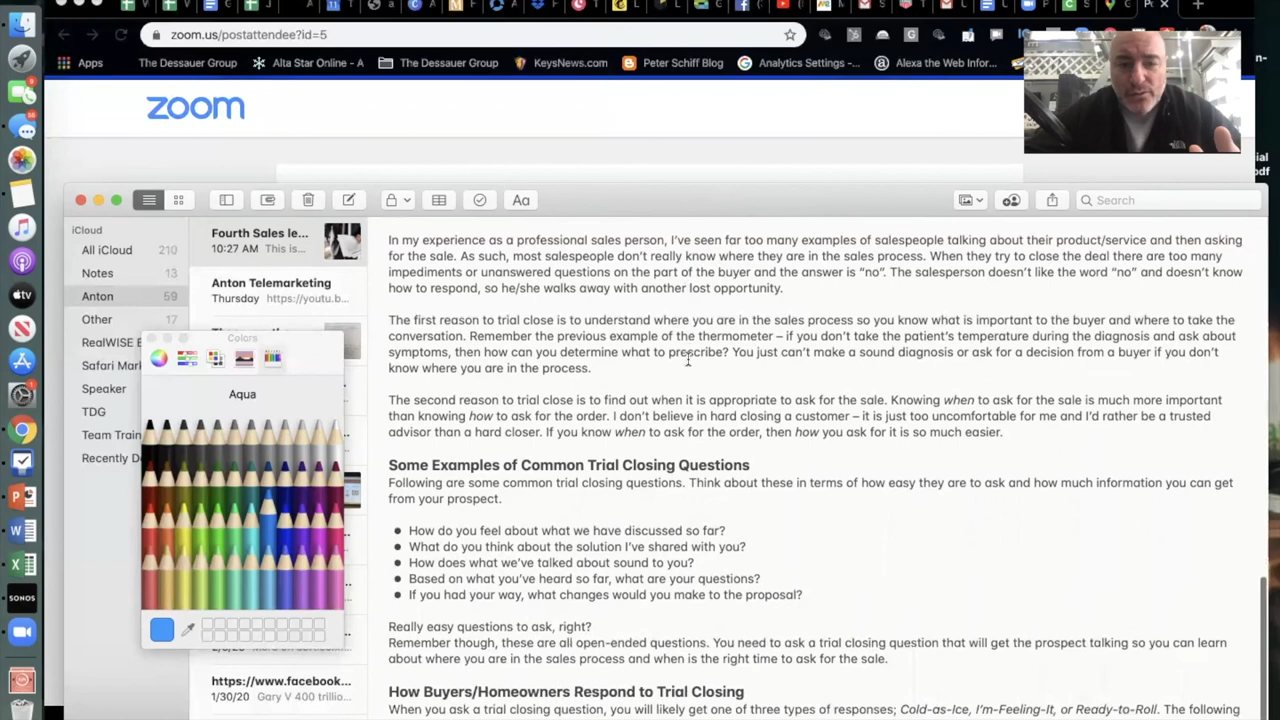 zoom.us/postattendee?id=5
Apps
The Dessauer Group
Alta Star Online - A
The Dessauer Group
KeysNews.com
Peter Schiff Blog
Analytics Settings -...
Alexa the Web Infor...
zoom
Aa
Search
iCloud
All iCloud 210
Notes 13
Anton 59
Other 17
RealWISE
Safari
Speaker
TDG
Team
Recently
Fourth Sales le...
10:27 AM This is...
Anton Telemarketing
Thursday https://youtu.b...
Colors
Aqua
https://www.facebook...
1/30/20 Gary V 400 trillio...
In my experience as a professional sales person, I've seen far too many examples of salespeople talking about their product/service and then asking
for the sale. As such, most salespeople don't really know where they are in the sales process. When they try to close the deal there are too many
impediments or unanswered questions on the part of the buyer and the answer is “no”. The salesperson doesn't like the word “no” and doesn't know
how to respond, so he/she walks away with another lost opportunity.
The first reason to trial close is to understand where you are in the sales process so you know what is important to the buyer and where to take the
conversation. Remember the previous example of the thermometer – if you don't take the patient's temperature during the diagnosis and ask about
symptoms, then how can you determine what to prescribe? You just can't make a sound diagnosis or ask for a decision from a buyer if you don't
know where you are in the process.
The second reason to trial close is to find out when it is appropriate to ask for the sale. Knowing when to ask for the sale is much more important
than knowing how to ask for the order. I don't believe in hard closing a customer – it is just too uncomfortable for me and I'd rather be a trusted
advisor than a hard closer. If you know when to ask for the order, then how you ask for it is so much easier.
Some Examples of Common Trial Closing Questions
Following are some common trial closing questions. Think about these in terms of how easy they are to ask and how much information you can get
from your prospect.
● How do you feel about what we have discussed so far?
● What do you think about the solution I've shared with you?
● How does what we've talked about sound to you?
● Based on what you've heard so far, what are your questions?
● If you had your way, what changes would you make to the proposal?
Really easy questions to ask, right?
Remember though, these are all open-ended questions. You need to ask a trial closing question that will get the prospect talking so you can learn
about where you are in the sales process and when is the right time to ask for the sale.
How Buyers/Homeowners Respond to Trial Closing
When you ask a trial closing question, you will likely get one of three types of responses; Cold-as-Ice, I'm-Feeling-It, or Ready-to-Roll. The following
SONOS
tv